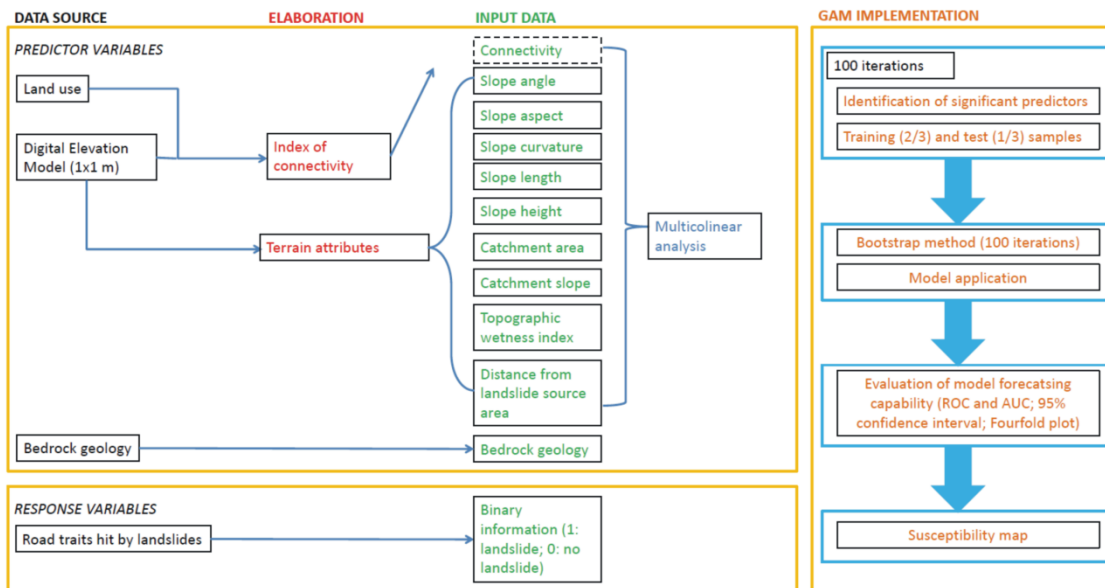 DATA SOURCE
ELABORATION
INPUT DATA
GAM IMPLEMENTATION
PREDICTOR VARIABLES
Land use
Digital Elevation
Model (1x1 m)
Index of
connectivity
Terrain attributes
Connectivity
Slope angle
Slope aspect
Slope curvature
Slope length
Slope height
Catchment area
Catchment slope
Topographic
wetness index
Distance from
landslide source
area
Multicolinear
analysis
Bedrock geology
Bedrock geology
RESPONSE VARIABLES
Road traits hit by landslides
Binary
information (1:
landslide; 0: no
landslide)
100 iterations
Identification of significant predictors
Training (2/3) and test (1/3) samples
Bootstrap method (100 iterations)
Model application
Evaluation of model forecatsing
capability (ROC and AUC; 95%
confidence interval; Fourfold plot)
Susceptibility map